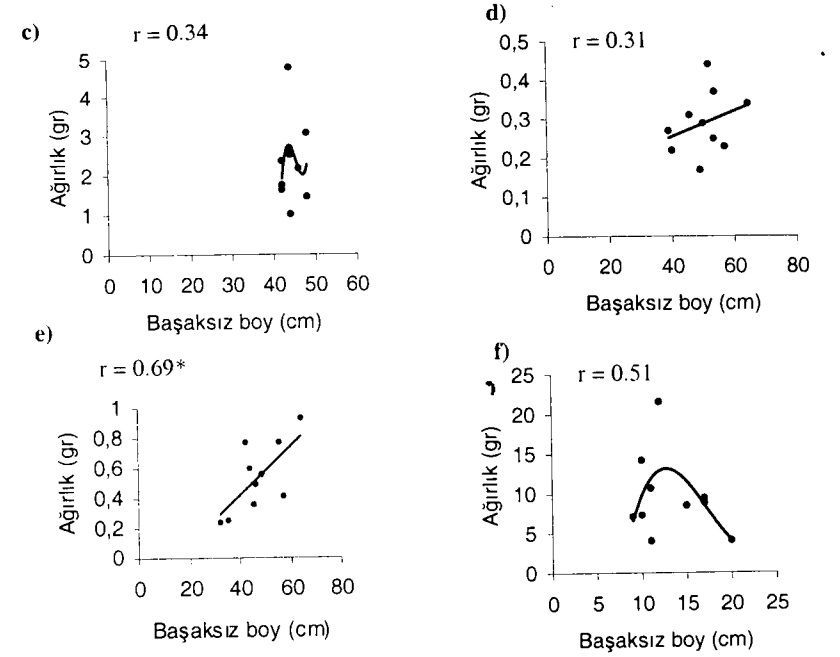 c)
r = 0.34
Ağırlık (gr)
5
4
3
2
1
0
0 10 20 30 40 50 60
Başaksız boy (cm)
d)
r = 0.31
Ağırlık (gr)
0,5
0,4
0,3
0,2
0,1
0
0 20 40 60 80
Başaksız boy (cm)
e)
r = 0.69*
Ağırlık (gr)
1
0,8
0,6
0,4
0,2
0
0 20 40 60 80
Başaksız boy (cm)
f)
r = 0.51
Ağırlık (gr)
25
20
15
10
5
0
0 5 10 15 20 25
Başaksız boy (cm)